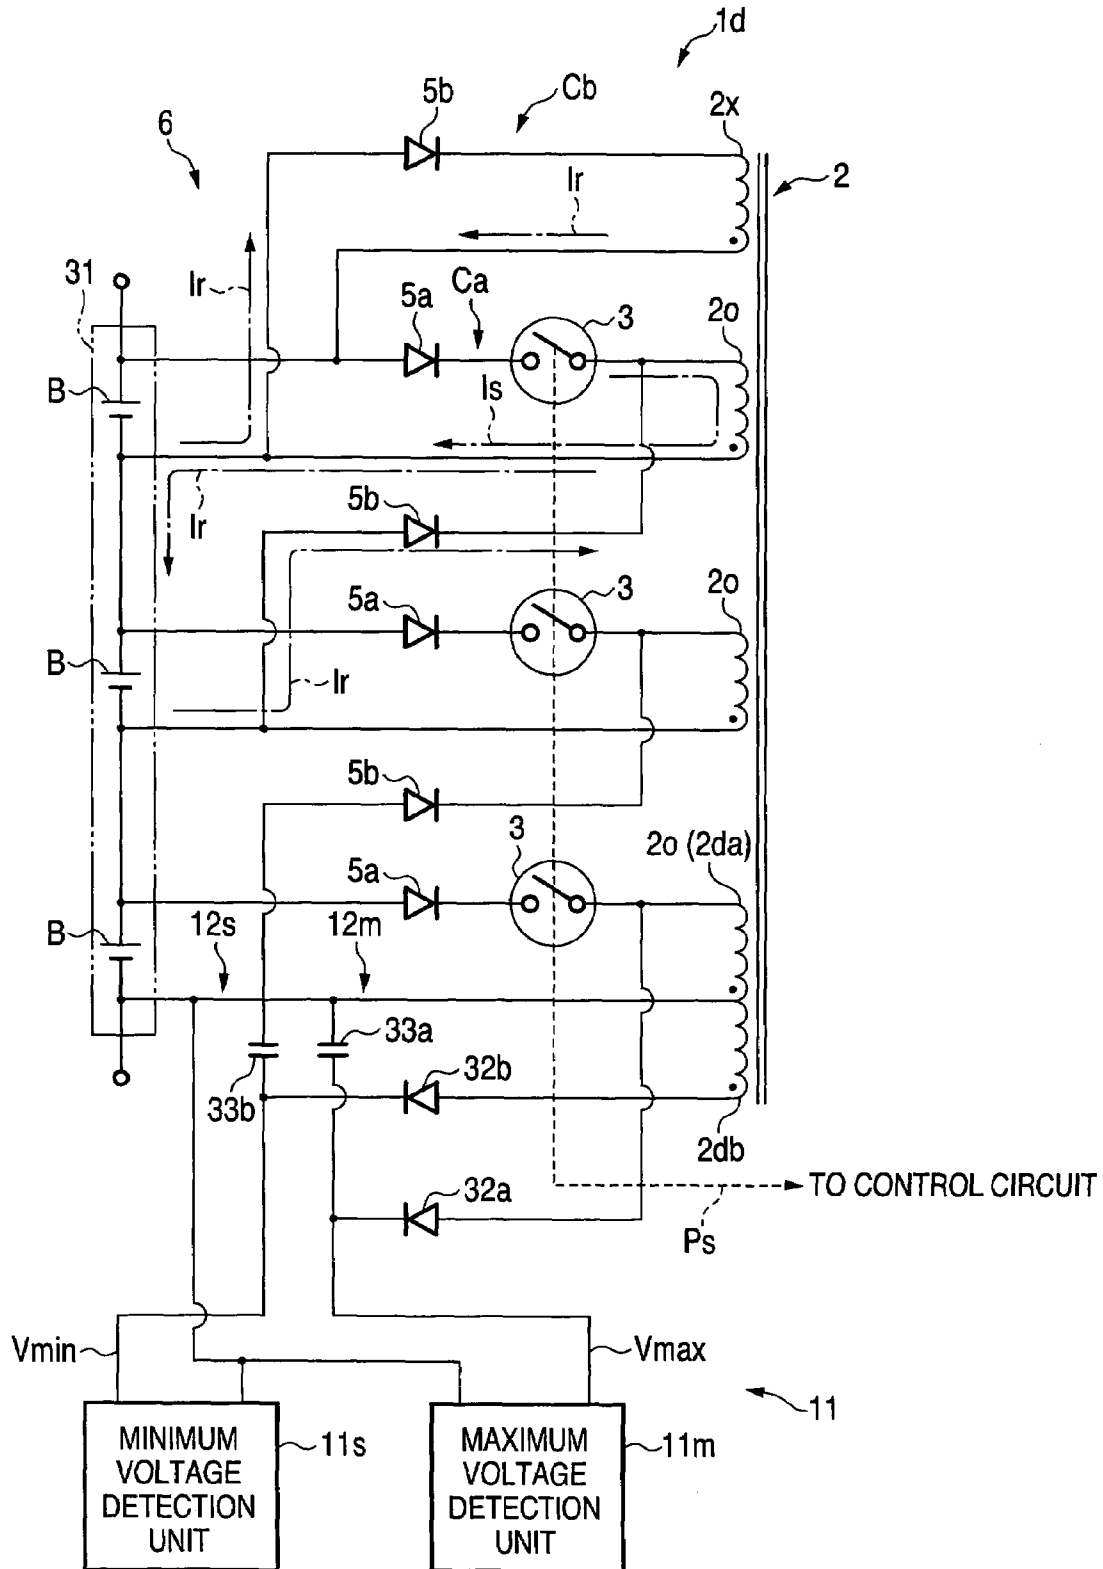 1d
5b
Cb
2x
6
2
Ir
31
Ir
5a
Ca
3
2o
B
Is
Ir
5b
5a
3
2o
B
Ir
5b
3
2o (2da)
5a
B
12s
12m
33a
32b
33b
2db
32a
TO CONTROL CIRCUIT
Ps
Vmin
Vmax
11
MINIMUM
VOLTAGE
DETECTION
UNIT
11s
MAXIMUM
VOLTAGE
DETECTION
UNIT
11m